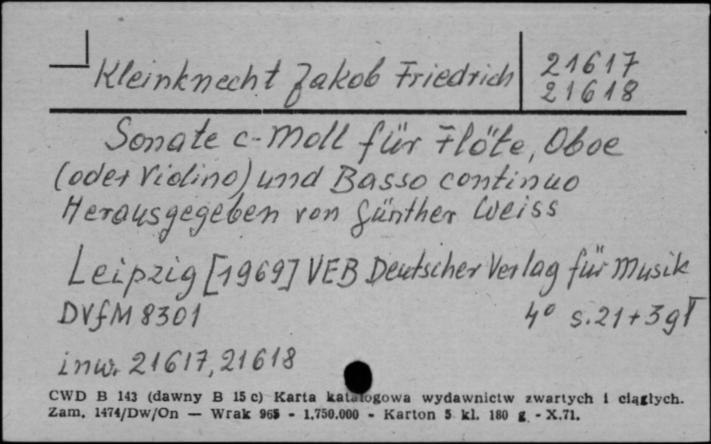 Kleinknecht Jakob Friedrich 21617
21618
Sonate c-moll für Flöte, Oboe
(oder Violino) und Basso continuo
Herausgegeben von Günther Weiss
Leipzig [1969] VEB Deutscher Verlag für Musik
DVfM 8301 4° s.21+3gł
inw. 21617, 21618
CWD B 143 (dawny B 15 c) Karta katalogowa wydawnictw zwartych i ciągłych.
Zam. 1474/Dw/On — Wrak 965 - 1.750.000 - Karton 5 kl. 180 g. - X.71.